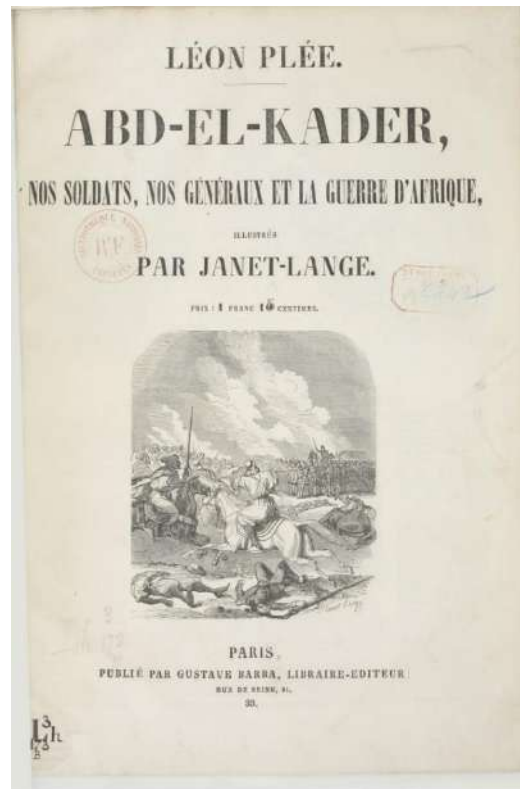 LÉON PLÉE.
ABD-EL-KADER,
NOS SOLDATS, NOS GÉNÉRAUX ET LA GUERRE D'AFRIQUE,
ILLUSTRÉS
PAR JANET-LANGE.
PRIX : 1 FRANC 15 CENTIMES.
PARIS,
PUBLIÉ PAR GUSTAVE BARBA, LIBRAIRE-EDITEUR
RUE DE SEINE, 31.
33.